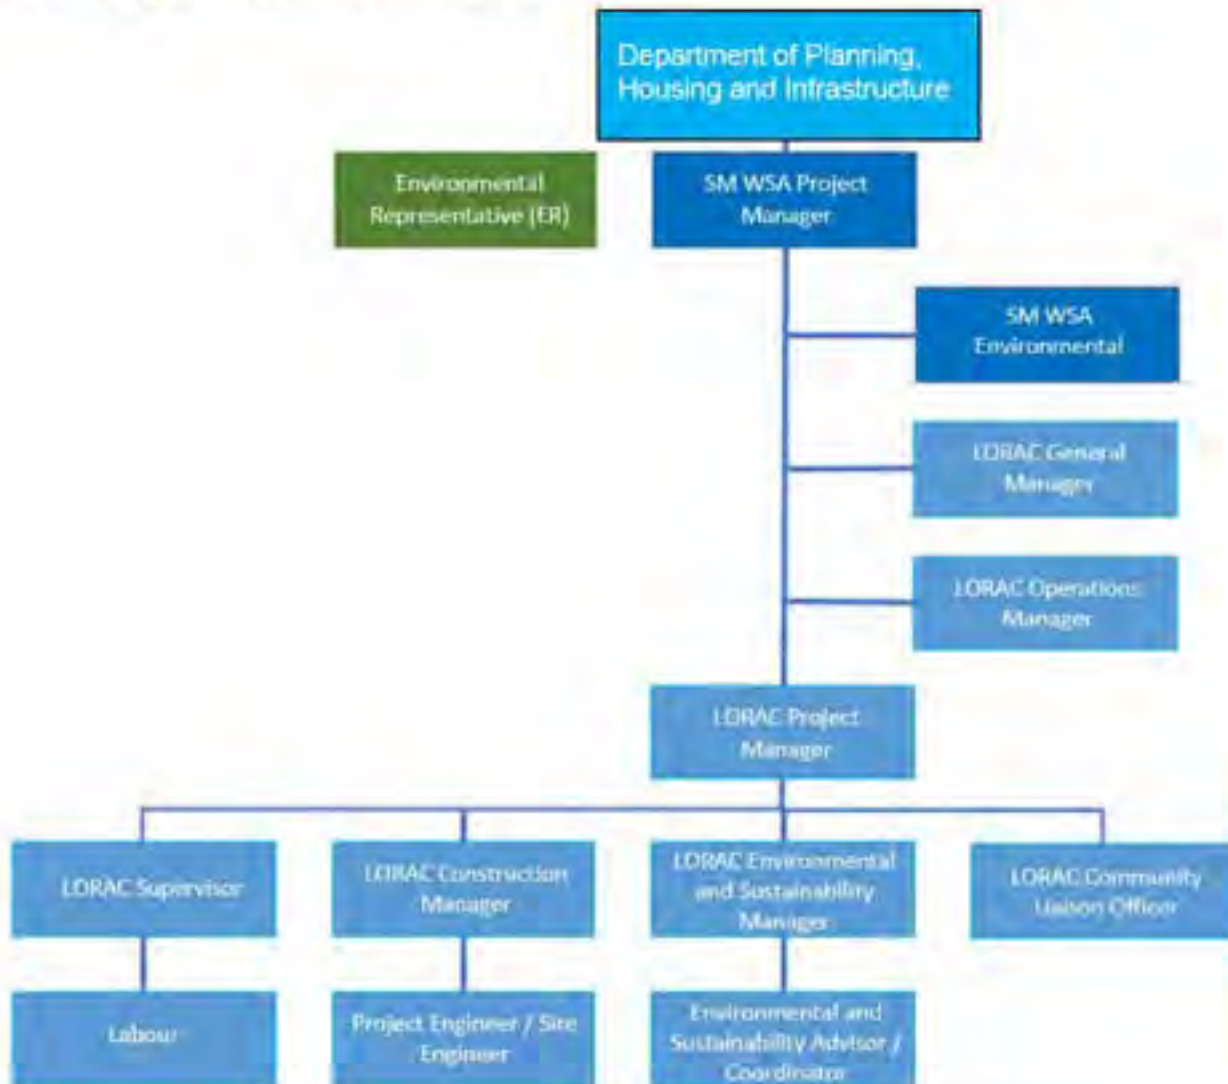 Department of Planning,
Housing and Infrastructure
Environmental
Representative (ER)
SM WSA Project
Manager
SM WSA
Environmental
LORAC General
Manager
LORAC Operations
Manager
LORAC Project
Manager
LORAC Supervisor
LORAC Construction
Manager
LORAC Environmental
and Sustainability
Manager
LORAC Community
Liaison Officer
Labour
Project Engineer / Site
Engineer
Environmental and
Sustainability Advisor /
Coordinator